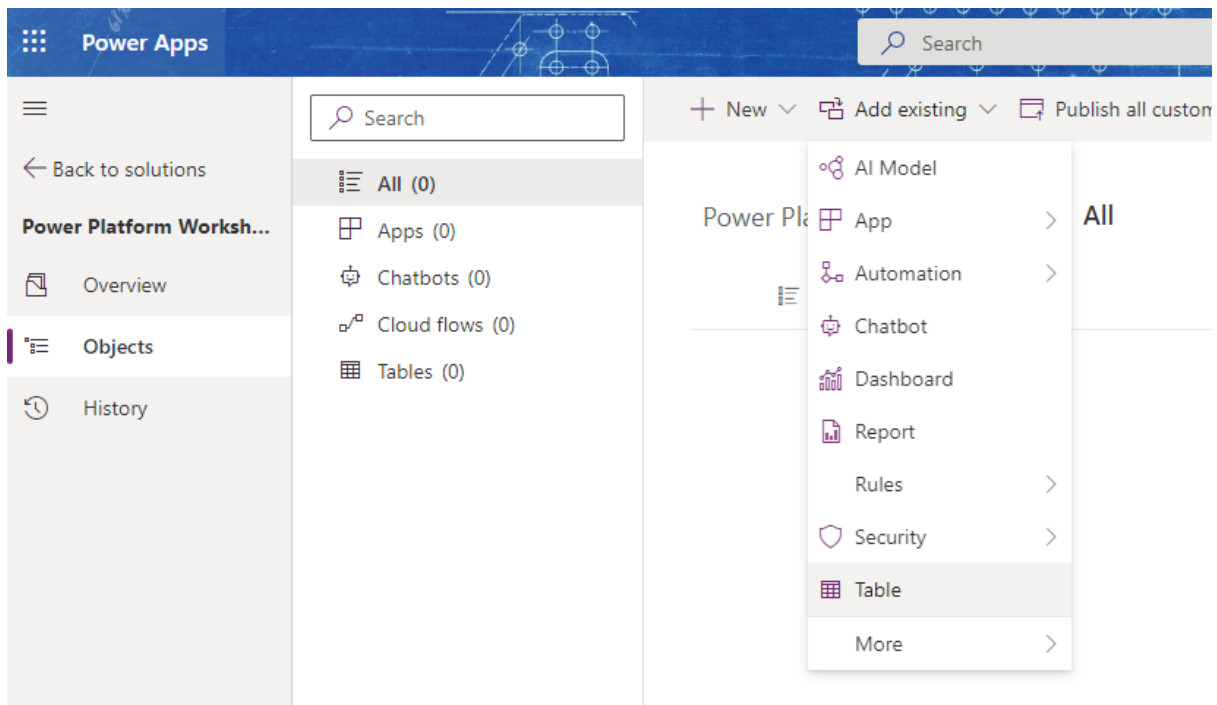 Power Apps
Search
Back to solutions
Power Platform Worksh...
Overview
Objects
History
Search
All (0)
Apps (0)
Chatbots (0)
Cloud flows (0)
Tables (0)
New
Add existing
Publish all custom
Power Pla
All
AI Model
App
Automation
Chatbot
Dashboard
Report
Rules
Security
Table
More